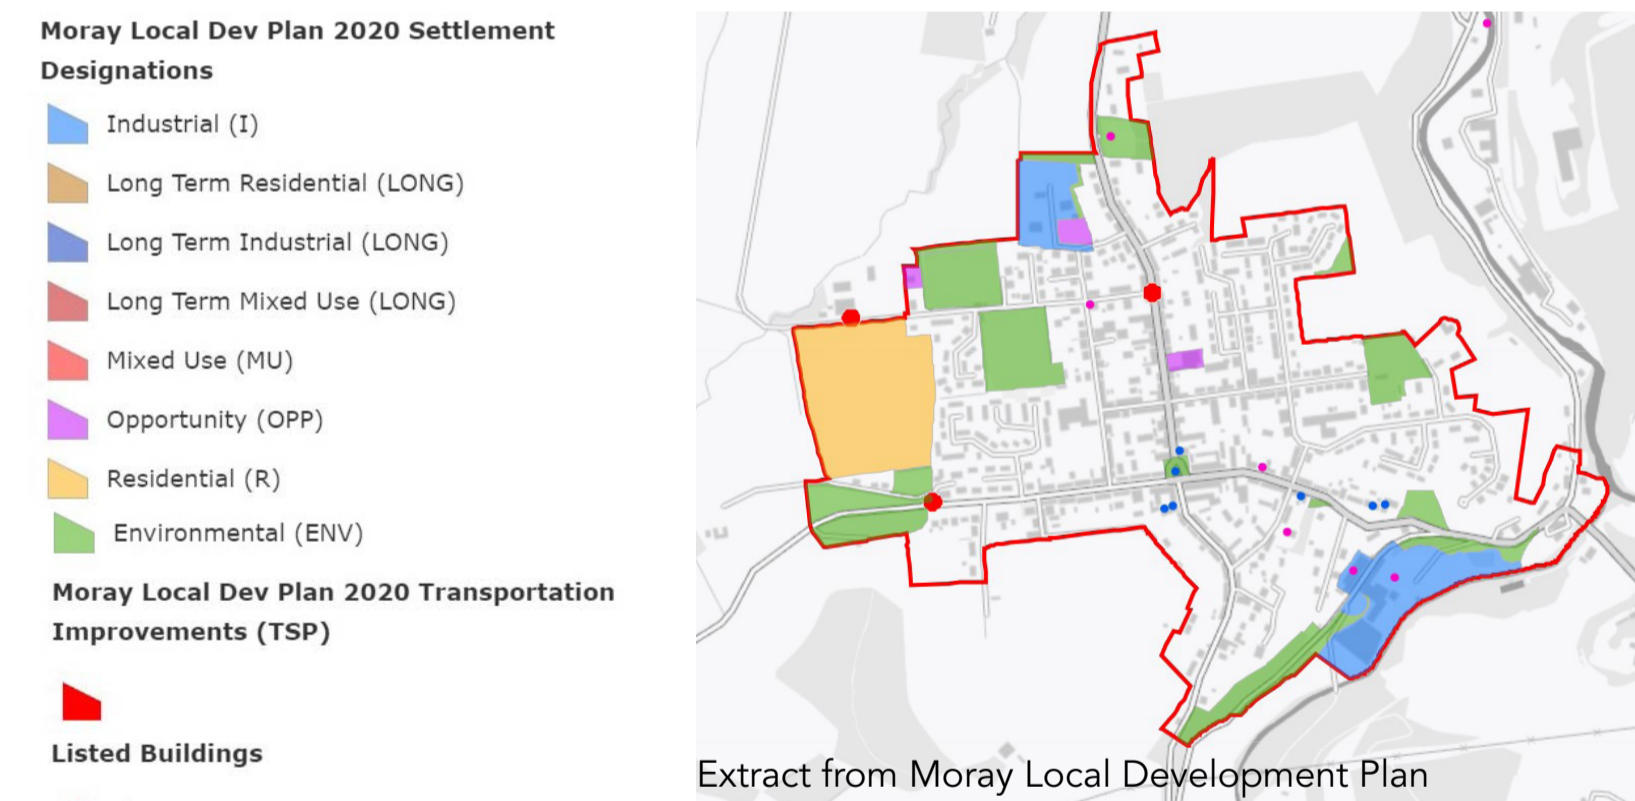 Moray Local Dev Plan 2020 Settlement
Designations
Industrial (I)
Long Term Residential (LONG)
Long Term Industrial (LONG)
Long Term Mixed Use (LONG)
Mixed Use (MU)
Opportunity (OPP)
Residential (R)
Environmental (ENV)
Moray Local Dev Plan 2020 Transportation
Improvements (TSP)
Listed Buildings
Extract from Moray Local Development Plan